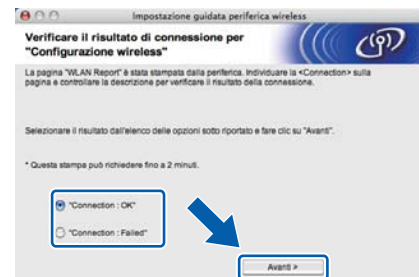 Impostazione guidata periferica wireless
Verificare il risultato di connessione per
"Configurazione wireless"
La pagina "WLAN Report" è stata stampata dalla periferica. Individuare la <Connection> sulla
pagina e controllare la descrizione per verificare il risultato della connessione.
Selezionare il risultato dall'elenco delle opzioni sotto riportato e fare clic su "Avanti".
* Questa stampa può richiedere fino a 2 minuti.
"Connection : OK"
"Connection : Failed"
Avanti >